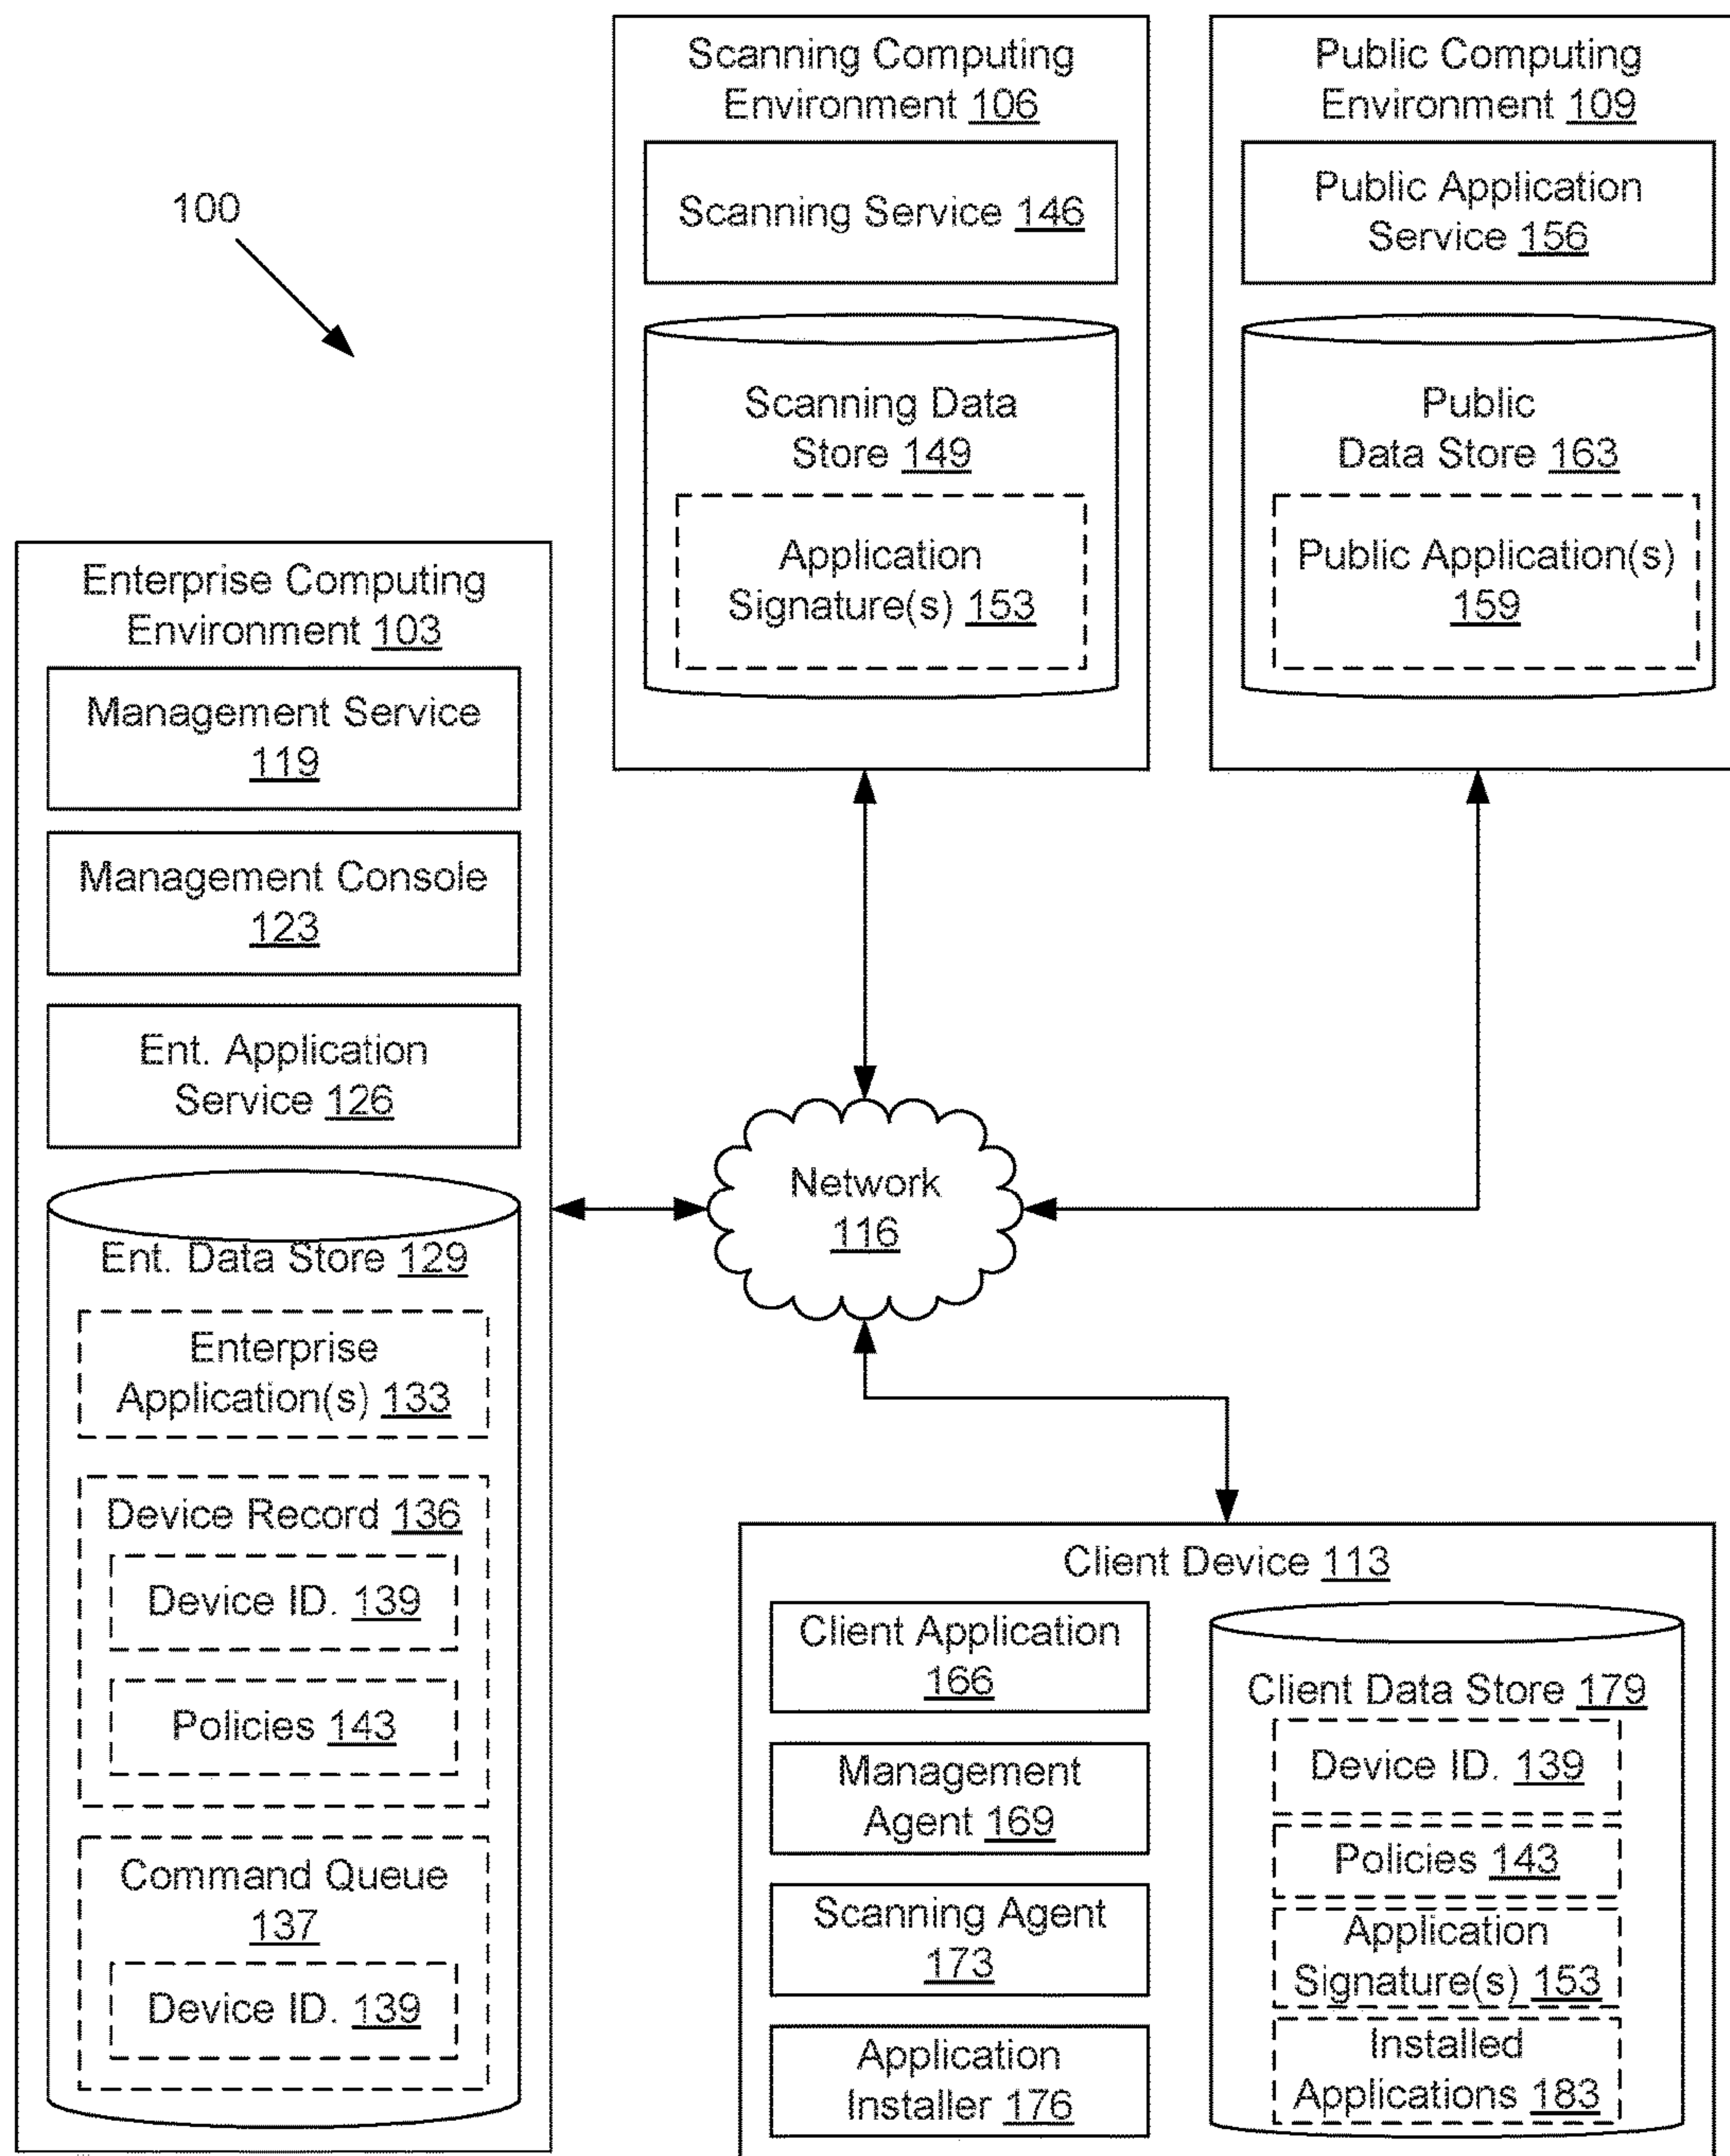 100
Scanning Computing
Environment 106
Scanning Service 146
Scanning Data
Store 149
Application
Signature(s) 153
Public Computing
Environment 109
Public Application
Service 156
Public
Data Store 163
Public Application(s)
159
Enterprise Computing
Environment 103
Management Service
119
Management Console
123
Ent. Application
Service 126
Ent. Data Store 129
Enterprise
Application(s) 133
Device Record 136
Device ID. 139
Policies 143
Command Queue
137
Device ID. 139
Network
116
Client Device 113
Client Application
166
Management
Agent 169
Scanning Agent
173
Application
Installer 176
Client Data Store 179
Device ID. 139
Policies 143
Application
Signature(s) 153
Installed
Applications 183